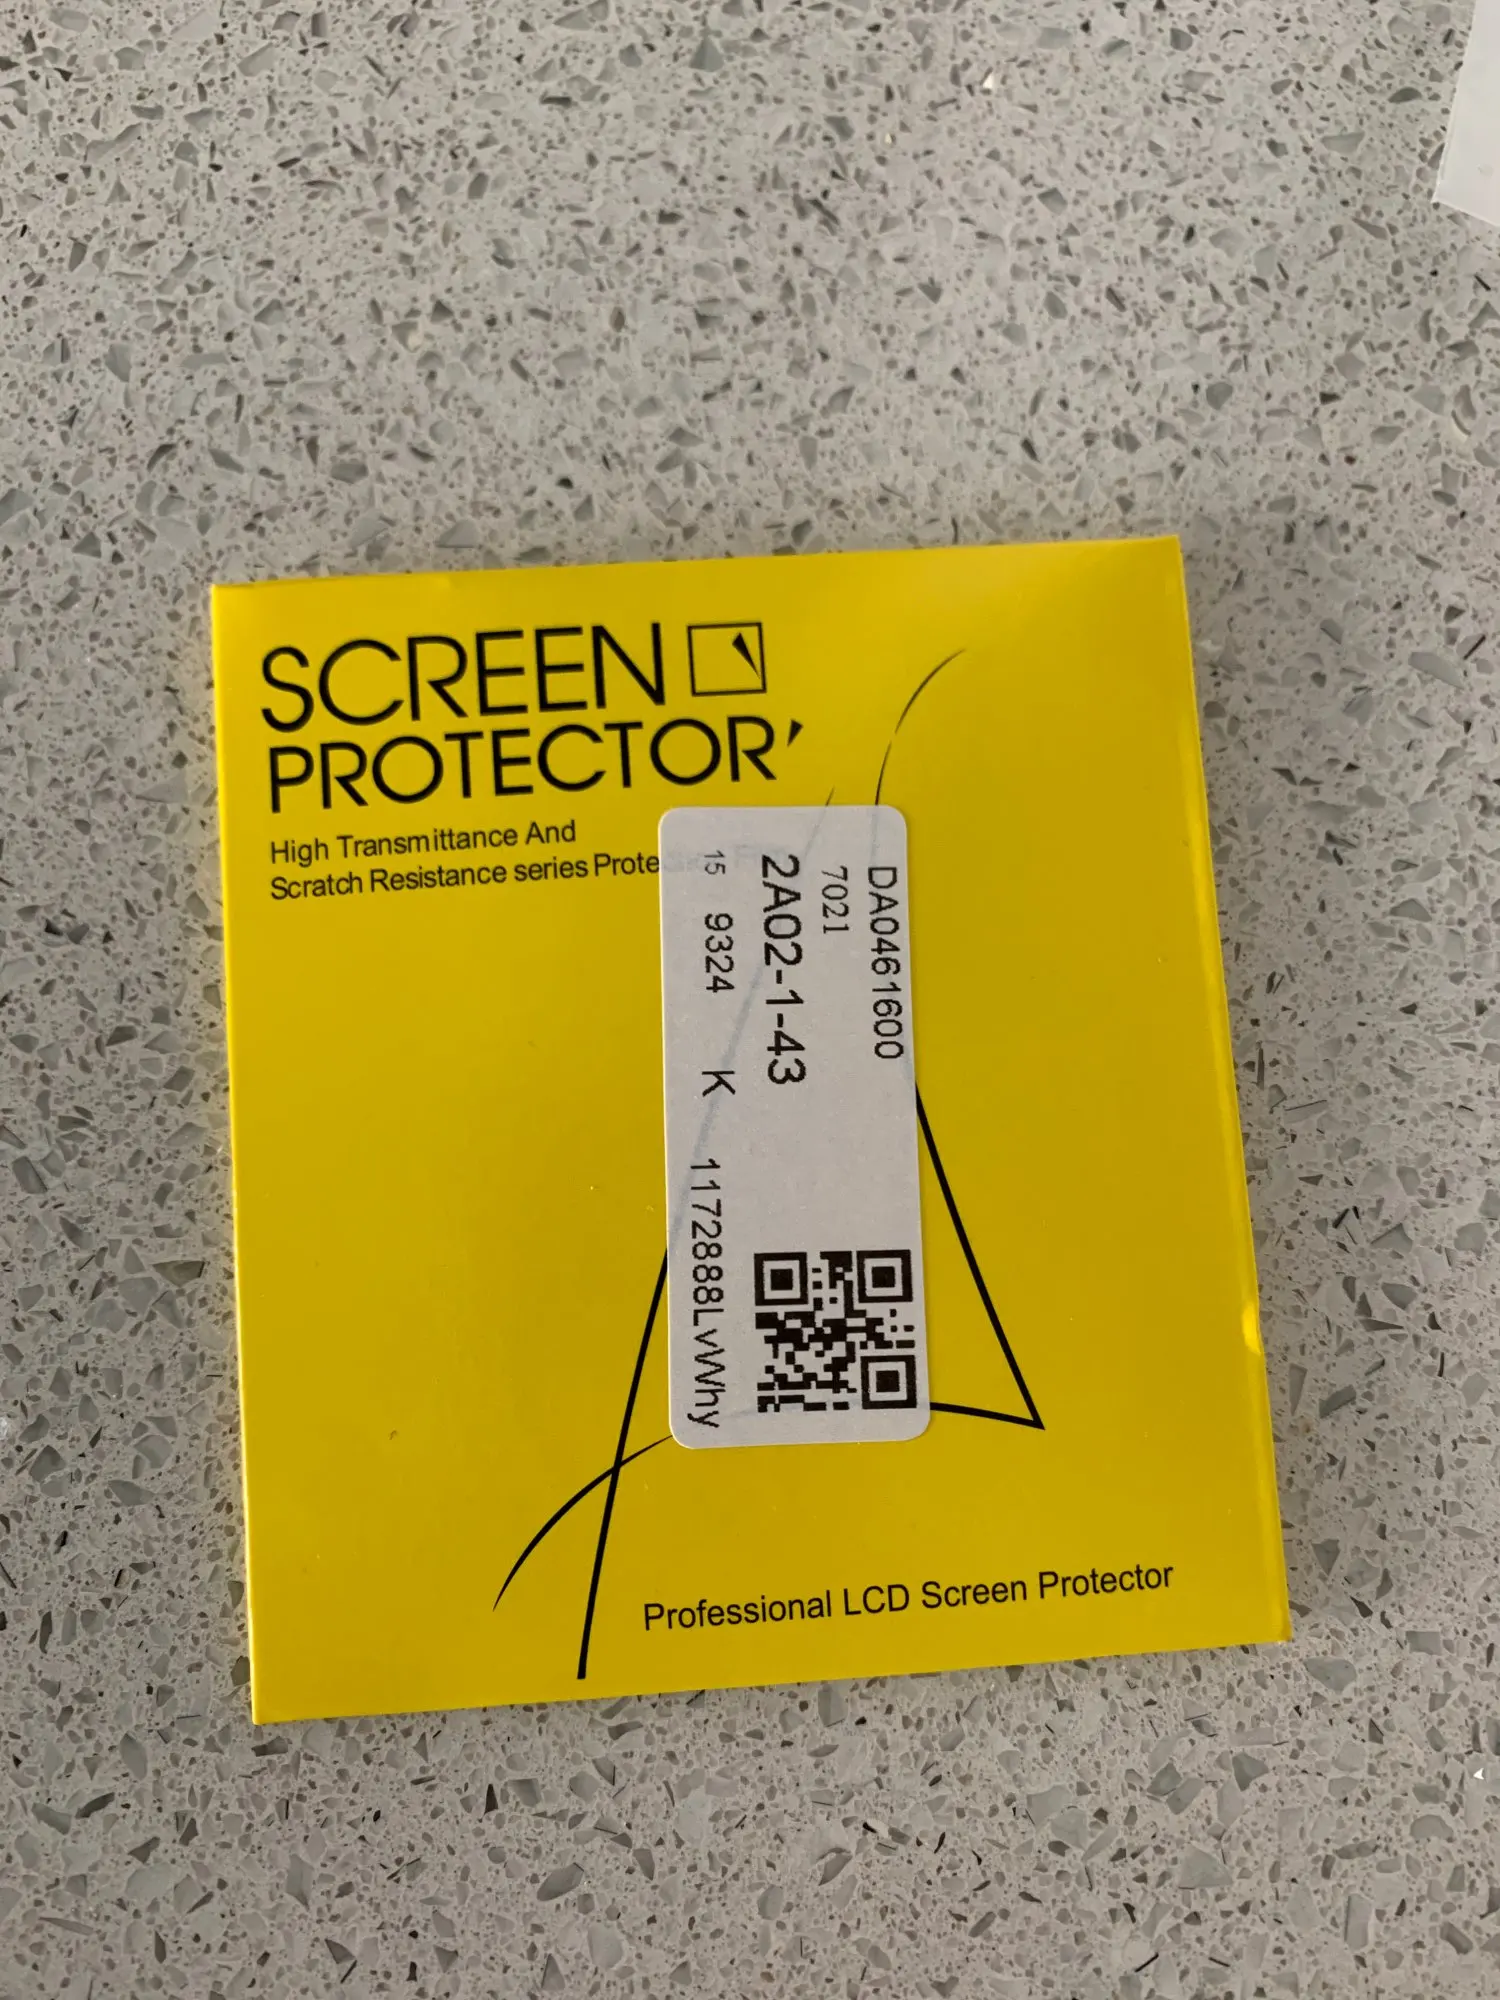 SCREEN
PROTECTOR'
High Transmittance And
Scratch Resistance series
DA0461600
7021
2A02-1-43
15 9324 K 1172888LvWhy
Professional LCD Screen Protector